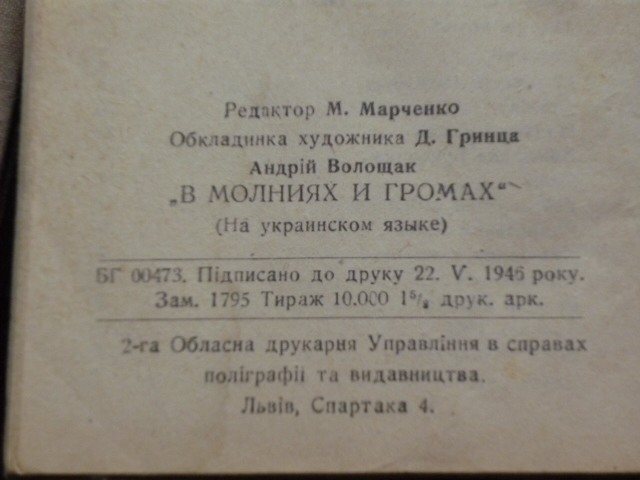 Редактор М. Марченко
Обкладинка художника Д. Гринца
Андрій Волощак
„В МОЛНИЯХ И ГРОМАХ“
(На украинском языке)
БГ 00473. Підписано до друку 22. V. 1946 року.
Зам. 1795 Тираж 10.000 1⁵/₈ друк. арк.
2-га Обласна друкарня Управління в справах
поліграфії та видавництва.
Львів, Спартака 4.